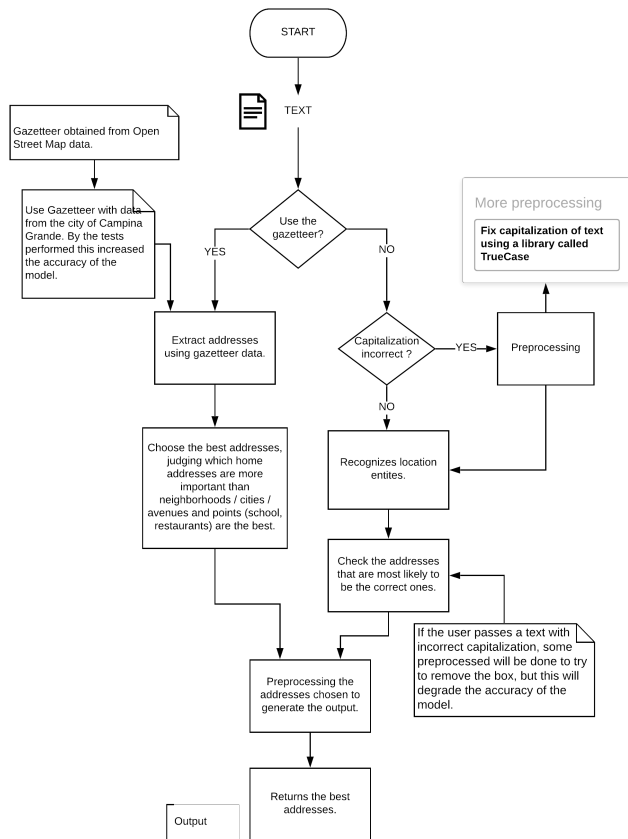 START
TEXT
Gazetteer obtained from Open
Street Map data.
Use Gazetteer with data
from the city of Campina
Grande. By the tests
performed this increased
the accuracy of the
model.
Use the
gazetteer?
YES
NO
More preprocessing
Fix capitalization of text
using a library called
TrueCase
Extract addresses
using gazetteer data.
Capitalization
incorrect ?
YES
Preprocessing
NO
Choose the best addresses,
judging which home
addresses are more
important than
neighborhoods / cities /
avenues and points (school,
restaurants) are the best.
Recognizes location
entites.
Check the addresses
that are most likely to
be the correct ones.
If the user passes a text with
incorrect capitalization, some
preprocessed will be done to try
to remove the box, but this will
degrade the accuracy of the
model.
Preprocessing the
addresses chosen to
generate the output.
Returns the best
addresses.
Output